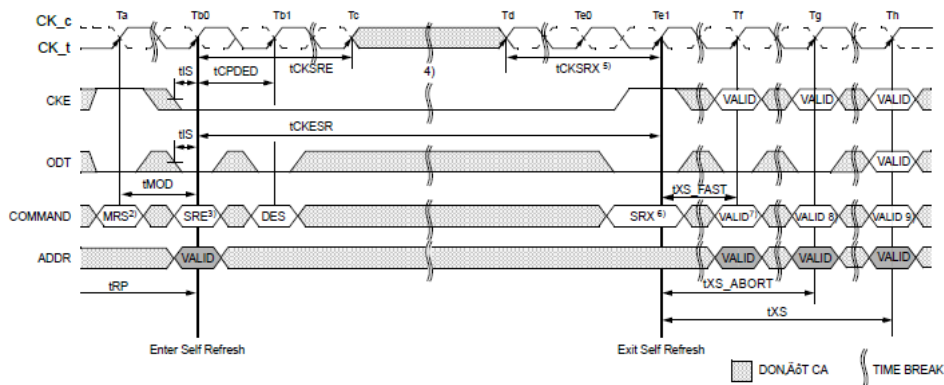 CK_c
CK_t
Ta Tb0 Tb1 Tc Td Te0 Te1 Tf Tg Th
tIS tCPDED tCKSRE 4) tCKSRX 5)
CKE VALID VALID VALID
tIS tCKESR
ODT VALID
tMOD tXS_FAST
COMMAND MRS2) SRE3) DES SRX 6) VALID7) VALID 8) VALID 9)
ADDR VALID VALID VALID VALID
tRP tXS_ABORT
tXS
Enter Self Refresh Exit Self Refresh
DON‚ÄôT CA TIME BREAK